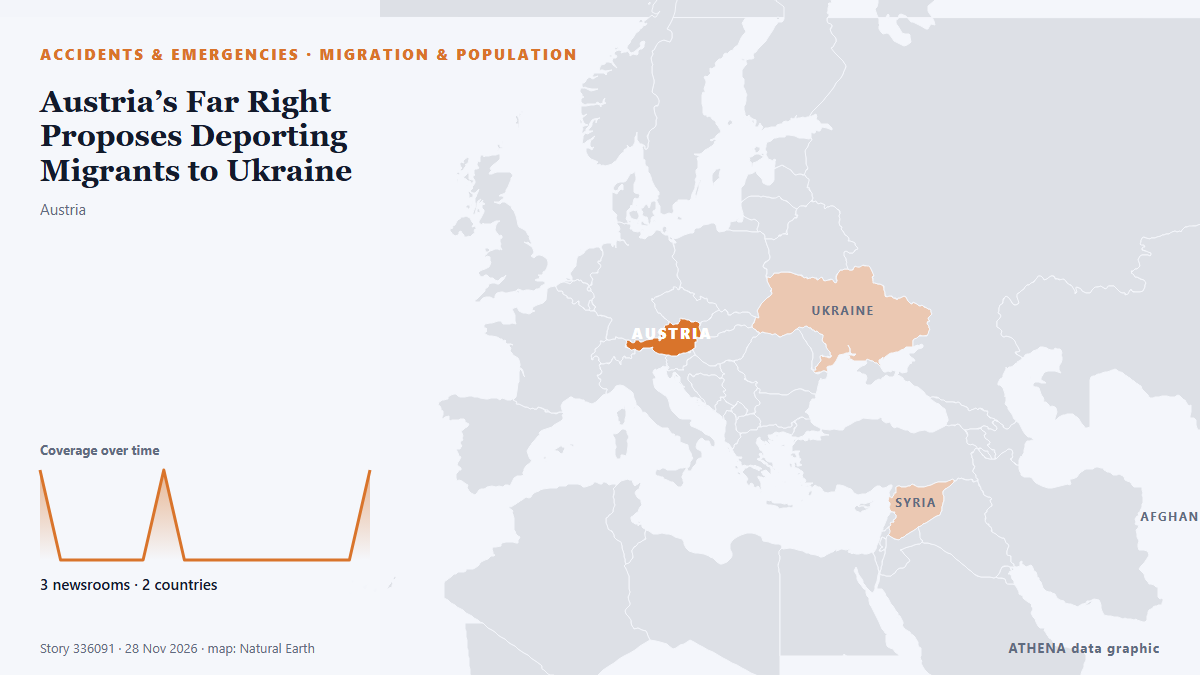 ACCIDENTS & EMERGENCIES · MIGRATION & POPULATION
Austria’s Far Right
Proposes Deporting
Migrants to Ukraine
Austria
UKRAINE
AUSTRIA
Coverage over time
SYRIA
AFGHAN
3 newsrooms · 2 countries
Story 336091 · 28 Nov 2026 · map: Natural Earth
ATHENA data graphic